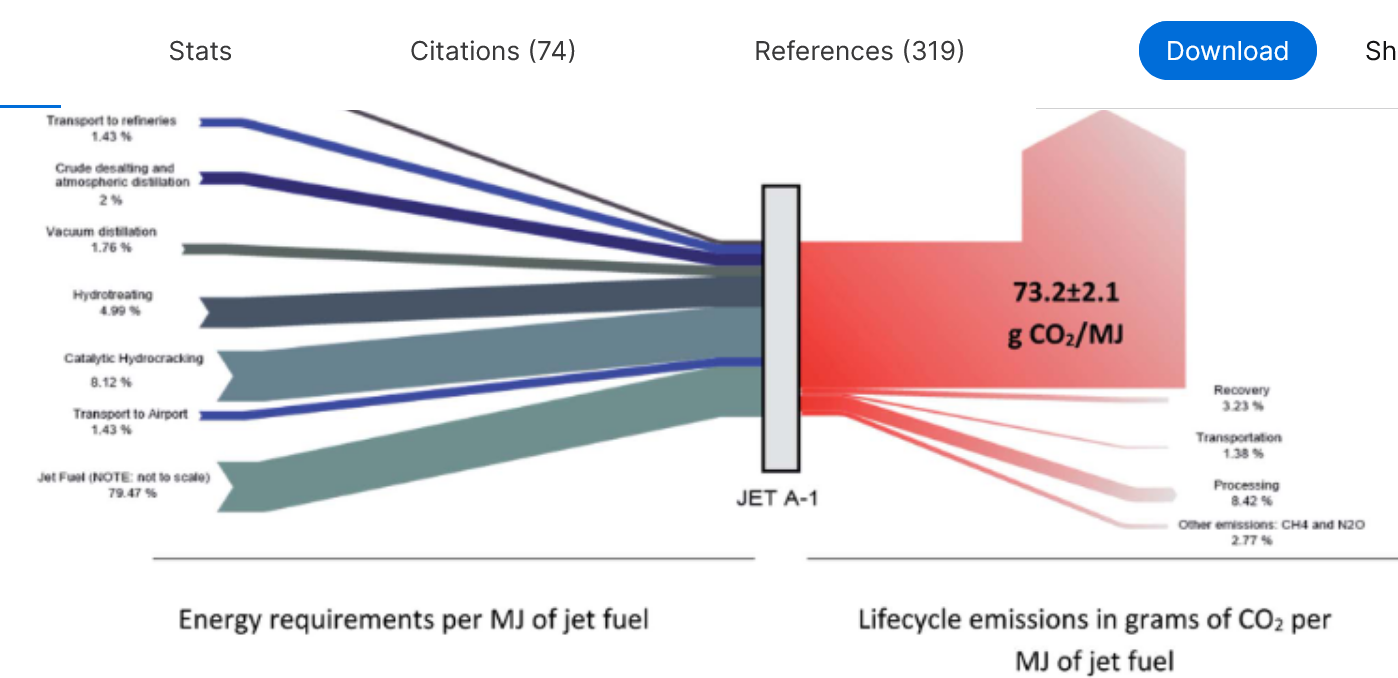 Stats
Citations (74)
References (319)
Download
Sh
Transport to refineries
1.43 %
Crude desalting and
atmospheric distillation
2 %
Vacuum distillation
1.76 %
Hydrotreating
4.99 %
Catalytic Hydrocracking
8.12 %
Transport to Airport
1.43 %
Jet Fuel (NOTE: not to scale)
79.47 %
JET A-1
73.2±2.1
g CO₂/MJ
Recovery
3.23 %
Transportation
1.38 %
Processing
8.42 %
Other emissions: CH4 and N2O
2.77 %
Energy requirements per MJ of jet fuel
Lifecycle emissions in grams of CO₂ per
MJ of jet fuel